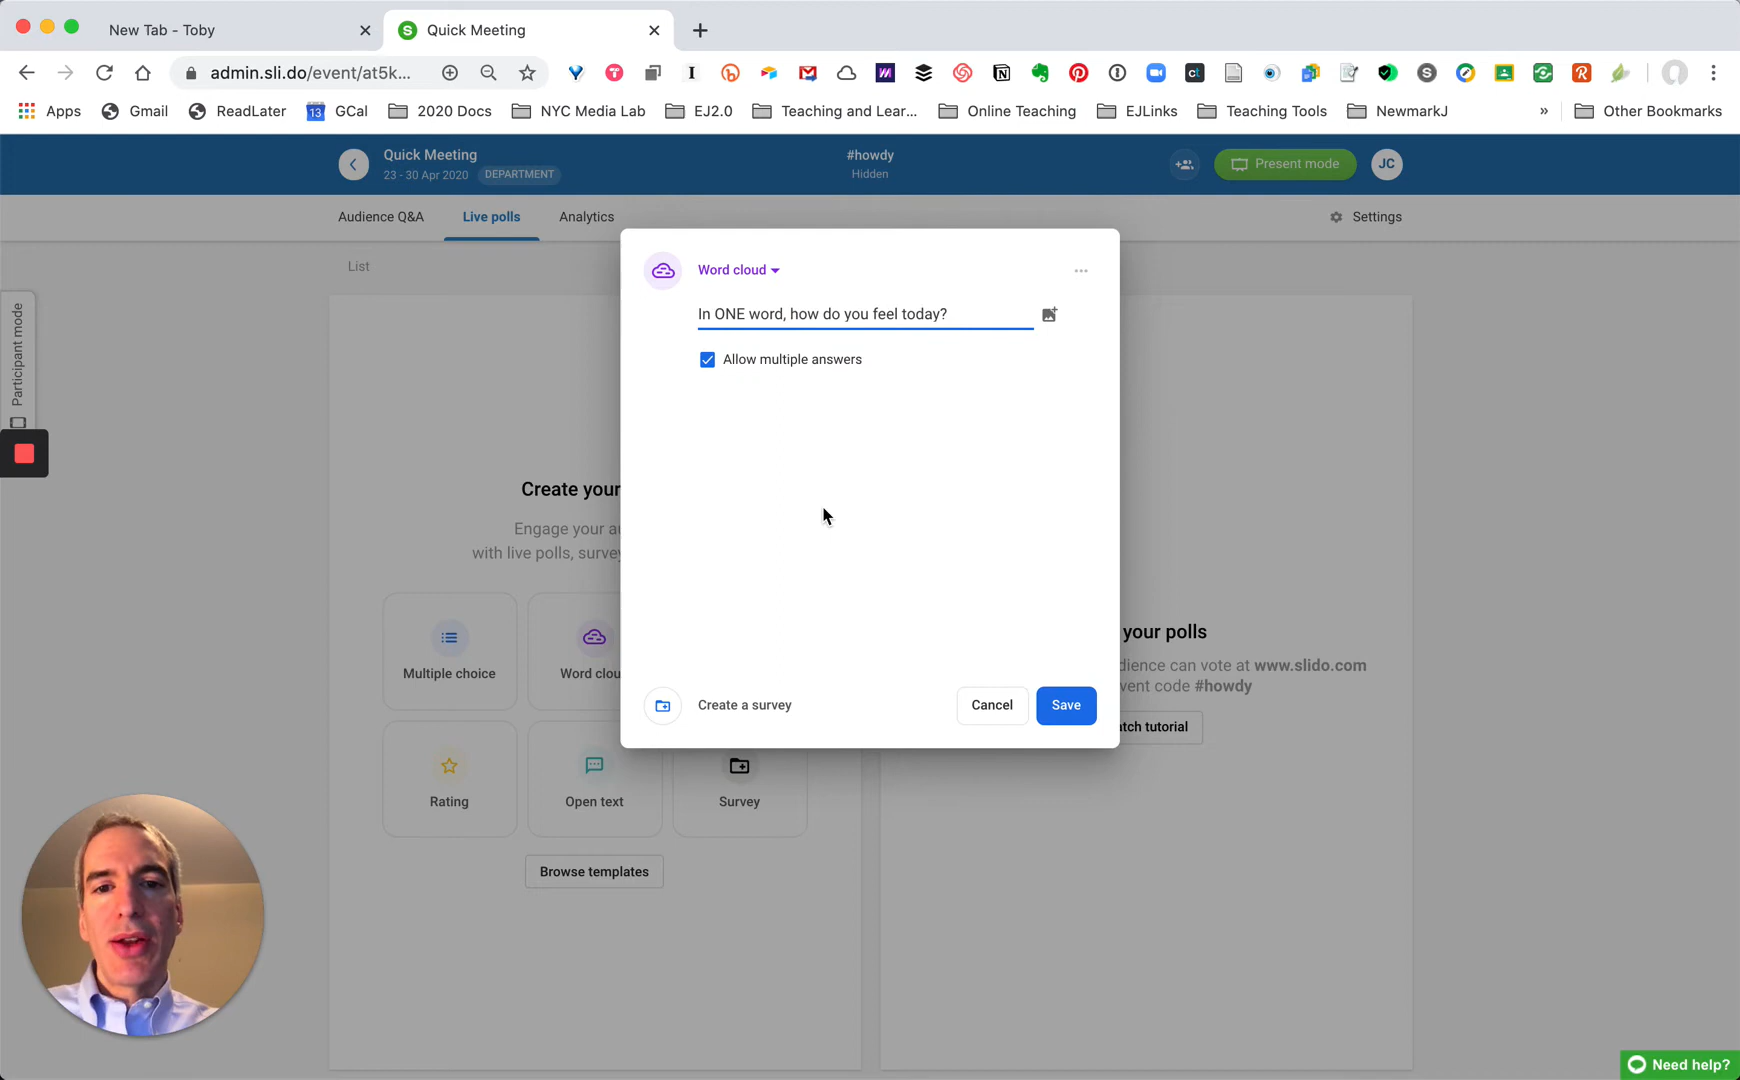 New Tab - Toby
Quick Meeting
admin.sli.do/event/at5k...
Apps
Gmail
ReadLater
13
GCal
2020 Docs
NYC Media Lab
EJ2.0
Teaching and Lear...
Online Teaching
EJLinks
Teaching Tools
NewmarkJ
»
Other Bookmarks
Quick Meeting
23 - 30 Apr 2020
DEPARTMENT
#howdy
Hidden
Present mode
JC
Audience Q&A
Live polls
Analytics
Settings
List
Participant mode
Word cloud
In ONE word, how do you feel today?
Allow multiple answers
Create a survey
Cancel
Save
Create your
Engage your au
with live polls, survey
Multiple choice
Word clou
Rating
Open text
Survey
Browse templates
your polls
dience can vote at www.slido.com
vent code #howdy
tch tutorial
Need help?